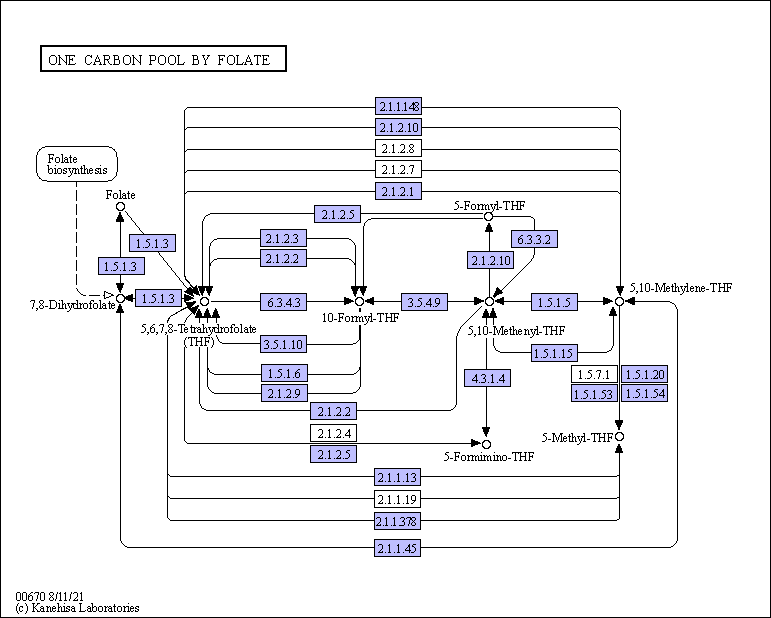 ONE CARBON POOL BY FOLATE
2.1.1.148
2.1.2.10
2.1.2.8
2.1.2.7
2.1.2.1
Folate
biosynthesis
Folate
5-Formyl-THF
2.1.2.5
1.5.1.3
2.1.2.3
6.3.3.2
2.1.2.2
2.1.2.10
1.5.1.3
5,10-Methylene-THF
7,8-Dihydrofolate
1.5.1.3
6.3.4.3
3.5.4.9
1.5.1.5
10-Formyl-THF
5,6,7,8-Tetrahydrofolate
(THF)
5,10-Methenyl-THF
3.5.1.10
1.5.1.15
1.5.1.6
4.3.1.4
1.5.7.1
1.5.1.20
2.1.2.9
1.5.1.53
1.5.1.54
2.1.2.2
2.1.2.4
5-Methyl-THF
2.1.2.5
5-Formimino-THF
2.1.1.13
2.1.1.19
2.1.1.378
2.1.1.45
00670 8/11/21
(c) Kanehisa Laboratories